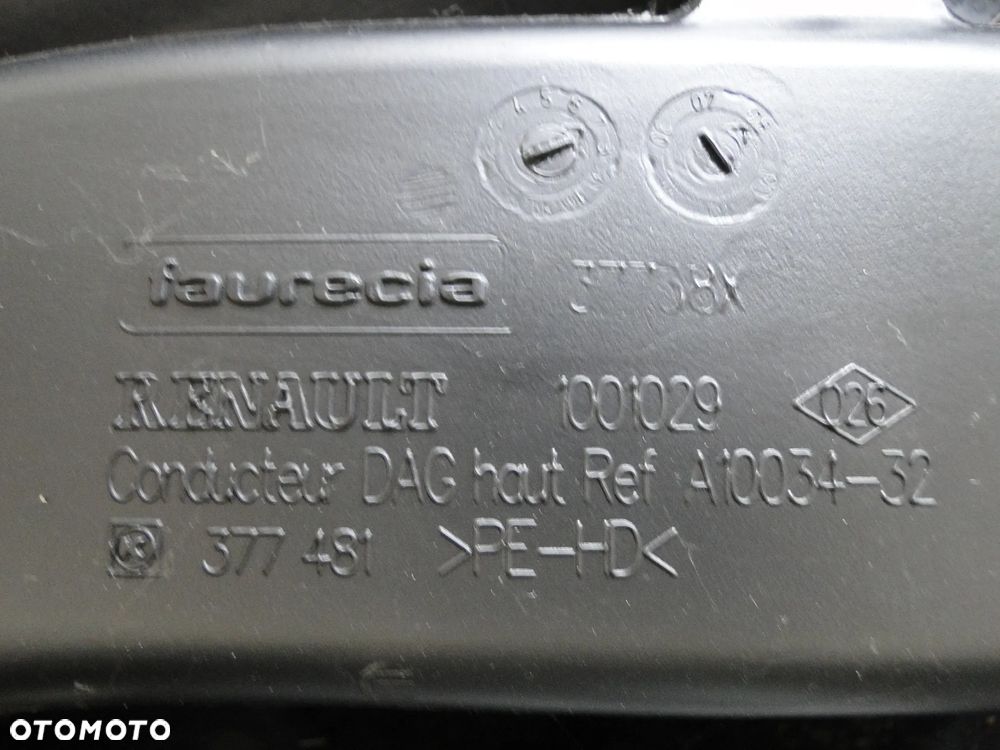 faurecia
RENAULT 1001029 026
Conducteur DAG haut Ref A10034-32
377 481 >PE-HD<
OTOMOTO